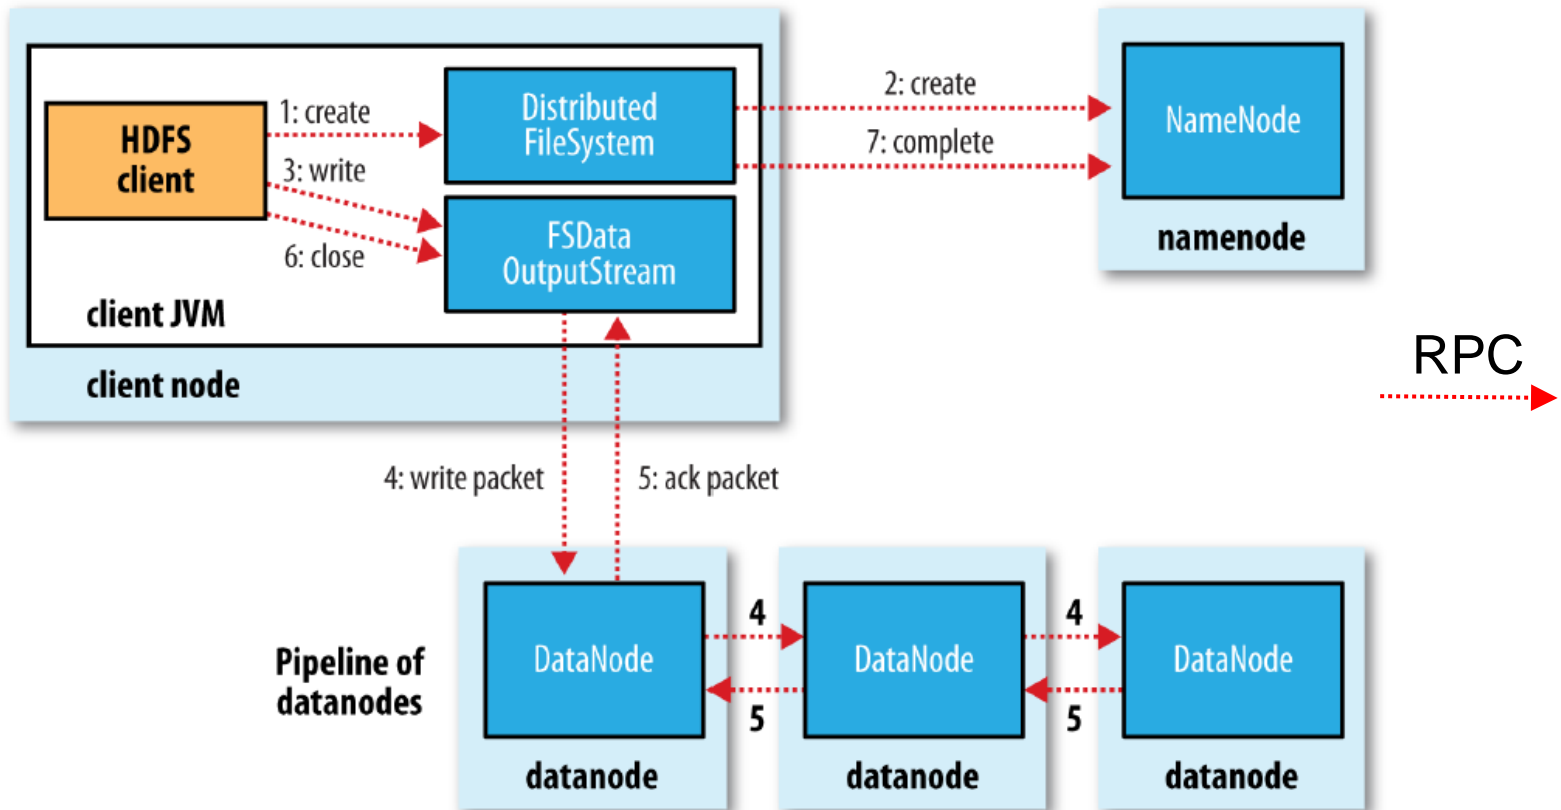 1: create
HDFS
client
3: write
6: close
Distributed
FileSystem
FSData
OutputStream
client JVM
client node
2: create
7: complete
NameNode
namenode
RPC
4: write packet
5: ack packet
Pipeline of
datanodes
DataNode
datanode
4
5
DataNode
datanode
4
5
DataNode
datanode